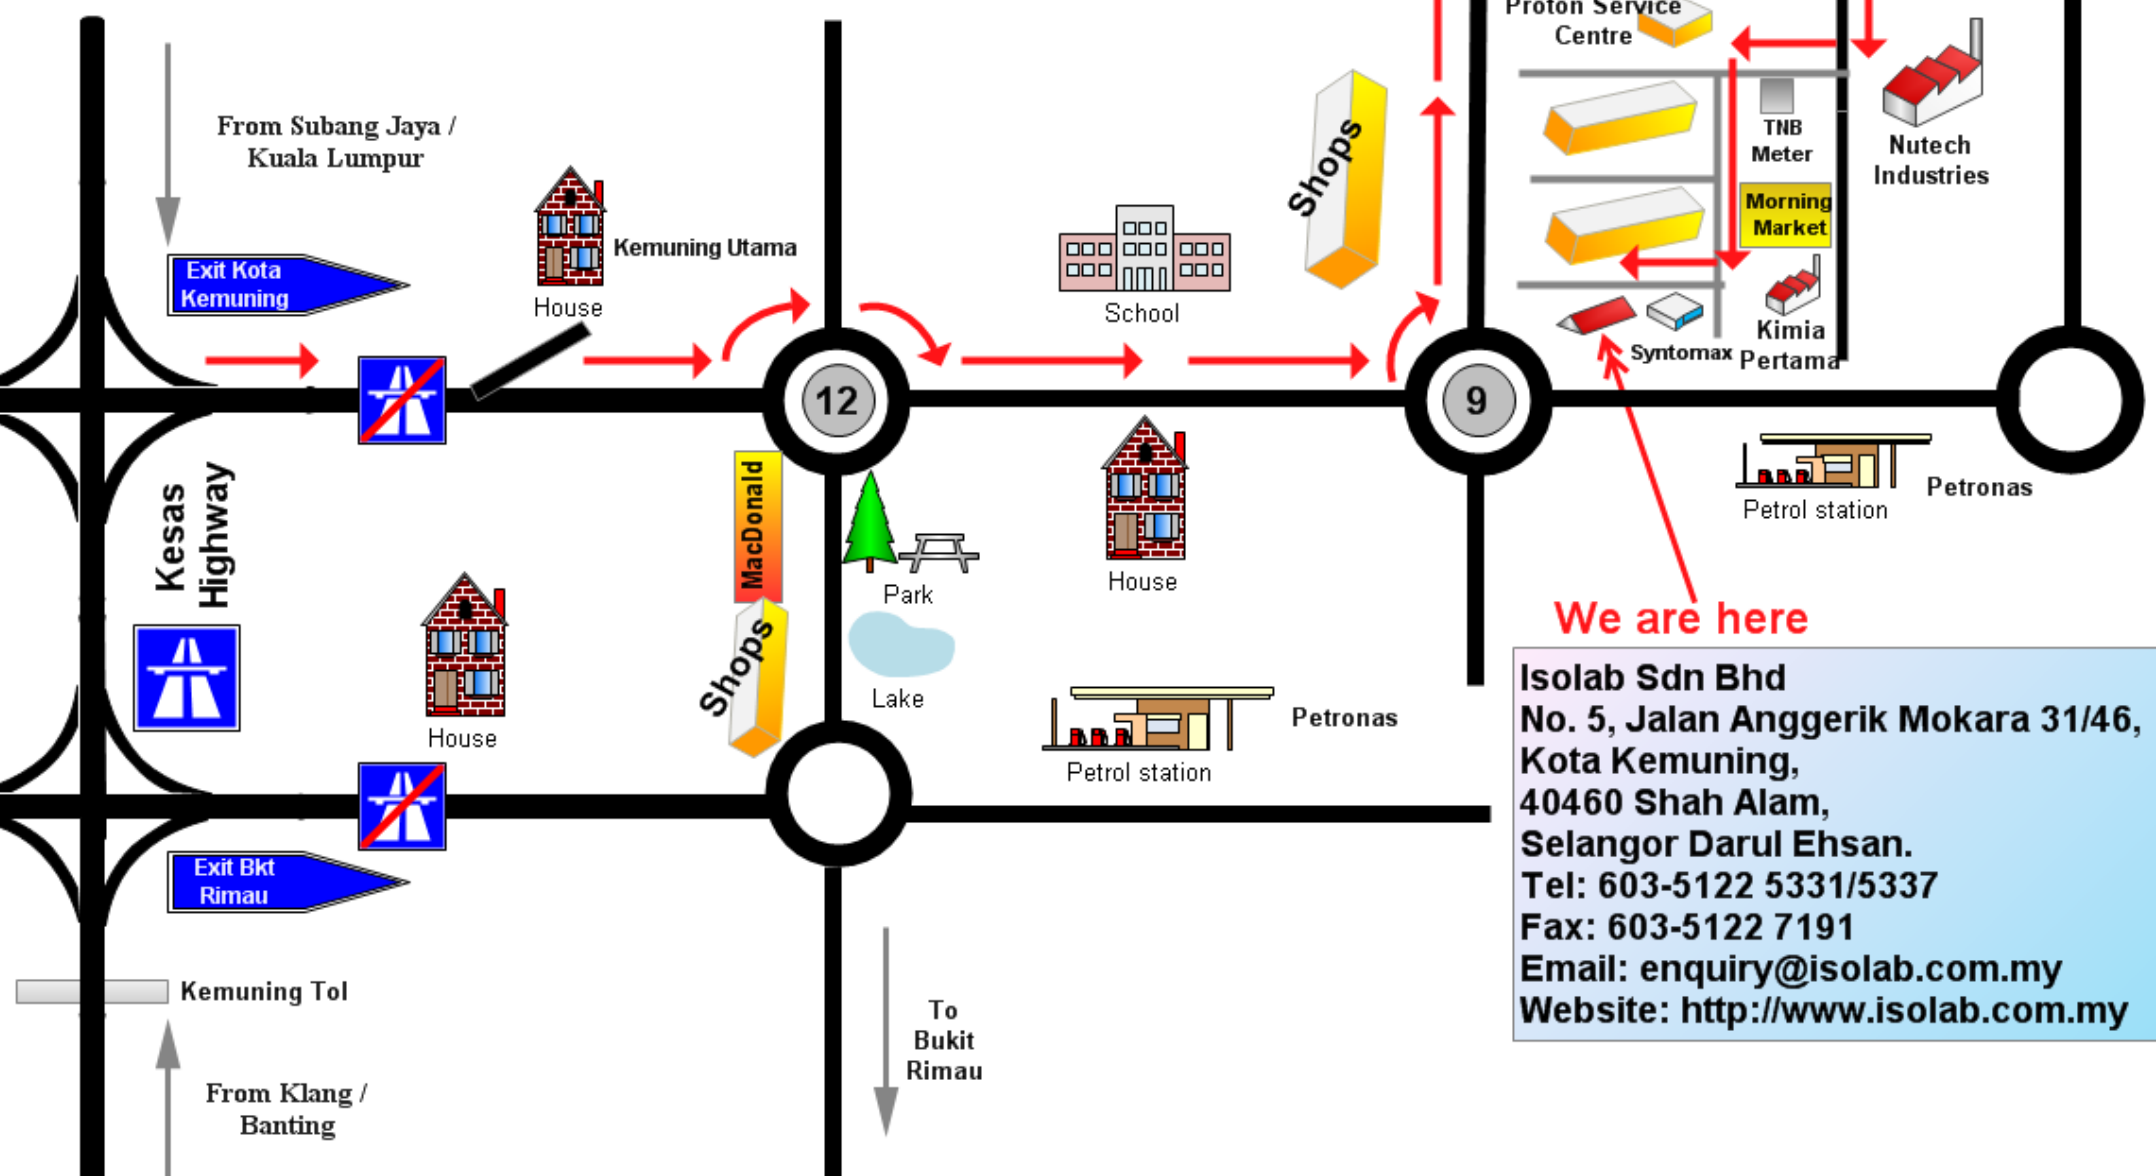 Proton Service
Centre
From Subang Jaya /
Kuala Lumpur
Shops
TNB
Meter
Nutech
Industries
Morning
Market
Kemuning Utama
Exit Kota
Kemuning
House
School
Kimia
Pertama
Syntomax
12
9
Kesas
Highway
MacDonald
Park
House
Petrol station
Petronas
We are here
Shops
Lake
House
Petrol station
Petronas
Isolab Sdn Bhd
No. 5, Jalan Anggerik Mokara 31/46,
Kota Kemuning,
40460 Shah Alam,
Selangor Darul Ehsan.
Tel: 603-5122 5331/5337
Fax: 603-5122 7191
Email: enquiry@isolab.com.my
Website: http://www.isolab.com.my
Exit Bkt
Rimau
Kemuning Tol
To
Bukit
Rimau
From Klang /
Banting